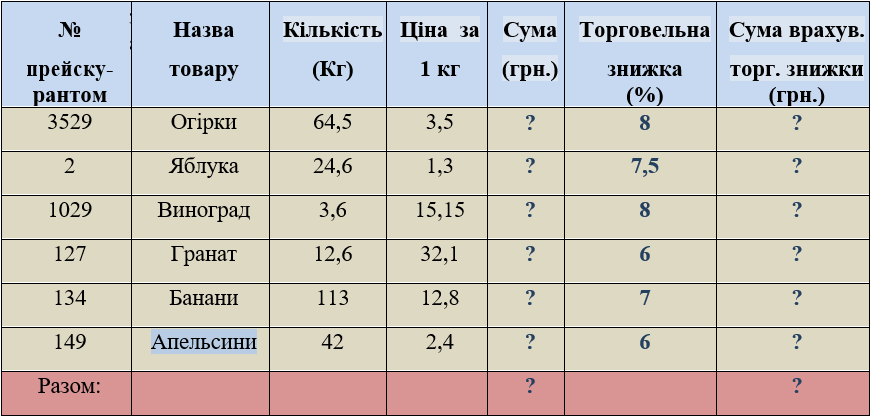 № прейску-рантом | Назва товару | Кількість (Кг) | Ціна за 1 кг | Сума (грн.) | Торговельна знижка (%) | Сума врахув. торг. знижки (грн.)
3529 | Огірки | 64,5 | 3,5 | ? | 8 | ?
2 | Яблука | 24,6 | 1,3 | ? | 7,5 | ?
1029 | Виноград | 3,6 | 15,15 | ? | 8 | ?
127 | Гранат | 12,6 | 32,1 | ? | 6 | ?
134 | Банани | 113 | 12,8 | ? | 7 | ?
149 | Апельсини | 42 | 2,4 | ? | 6 | ?
Разом: | | | | ? | | ?